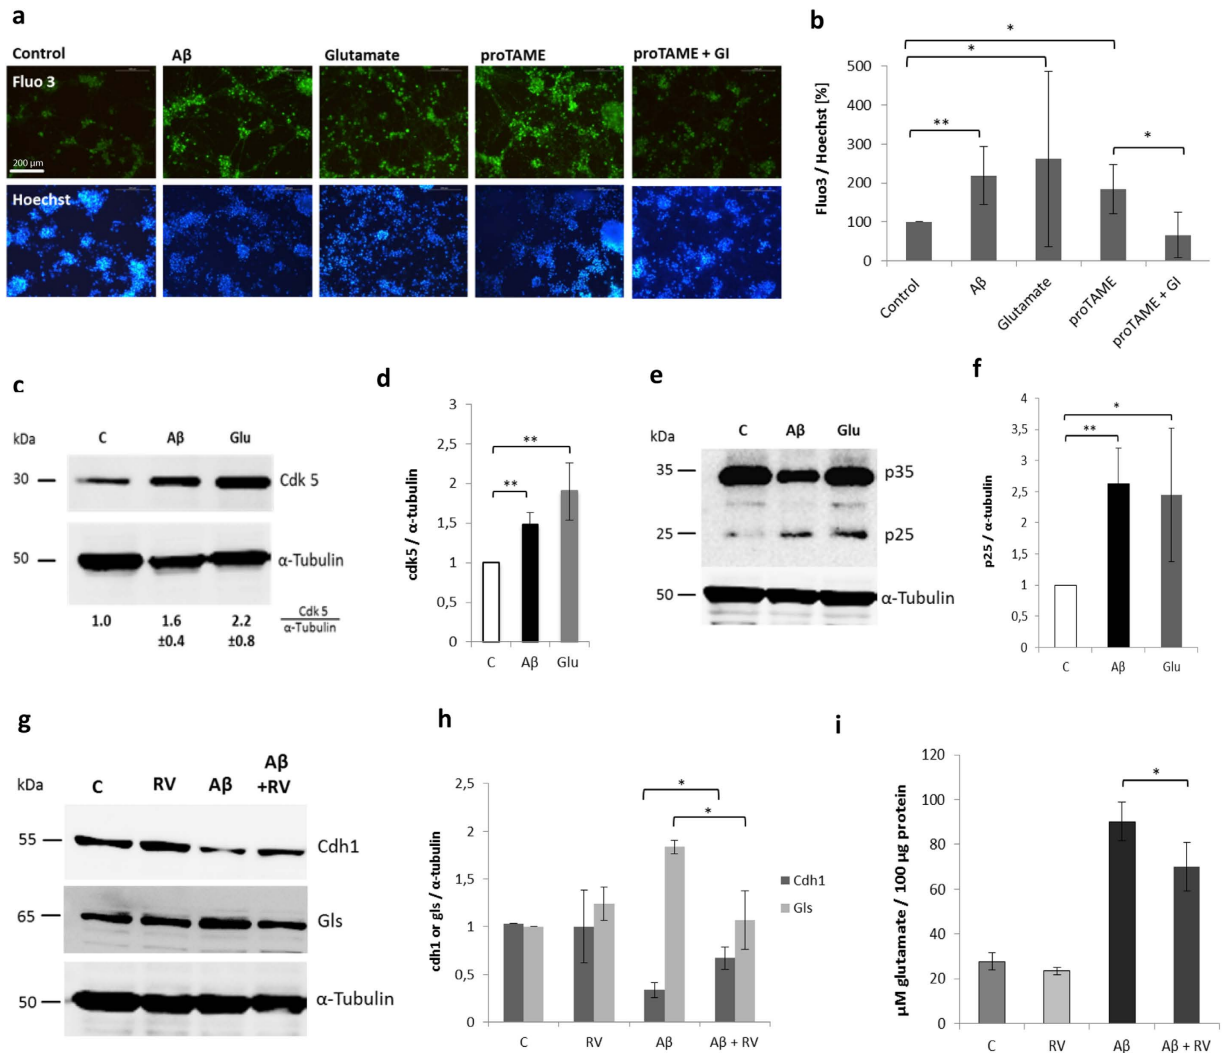 a
Control Aβ Glutamate proTAME proTAME + GI
Fluo 3
200 µm
Hoechst
b
Fluo3 / Hoechst [%]
500
450
400
350
300
250
200
150
100
50
0
* * ** *
Control Aβ Glutamate proTAME proTAME + GI
c
kDa C Aβ Glu
30 Cdk 5
50 α-Tubulin
1.0 1.6 2.2 Cdk 5
±0.4 ±0.8 α-Tubulin
d
cdk5 / α-tubulin
3
2,5
2
1,5
1
0,5
0
**
**
C Aβ Glu
e
kDa C Aβ Glu
35 p35
25 p25
50 α-Tubulin
f
p25 / α-tubulin
4
3,5
3
2,5
2
1,5
1
0,5
0
*
**
C Aβ Glu
g
kDa C RV Aβ Aβ
+RV
55 Cdh1
65 Gls
50 α-Tubulin
h
cdh1 or gls / α-tubulin
2,5
2
1,5
1
0,5
0
*
*
Cdh1
Gls
C RV Aβ Aβ + RV
i
µM glutamate / 100 µg protein
120
100
80
60
40
20
0
*
C RV Aβ Aβ + RV